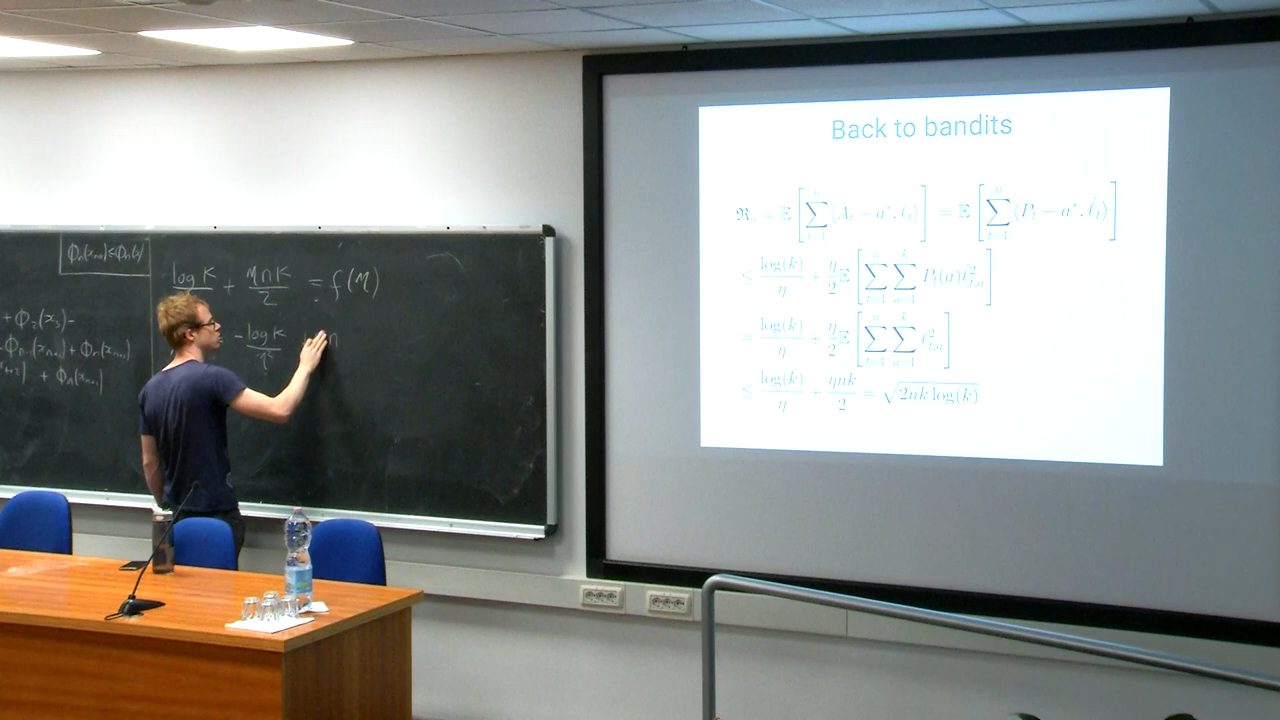 Φₙ(xₙ₊₁) ≤ Φₙ(y)
+ Φ₂(x₃) -
Φₙ₋₁(xₙ₊₁) + Φₙ(xₙ₊₁)
+ Φₙ(xₙ₊₁)
log K / η + ηnK / 2 = f(η)
- log K / η²
Back to bandits
ℜₙ = 𝔼[∑ₜ₌₁ⁿ ⟨Aₜ − a*, ℓₜ⟩] = 𝔼[∑ₜ₌₁ⁿ ⟨Pₜ − a*, ℓ̂ₜ⟩]
≤ log(k)/η + η/2 𝔼[∑ₜ₌₁ⁿ ∑ₐ₌₁ᵏ Pₜ(a) ℓ̂²ₜ,ₐ]
= log(k)/η + η/2 𝔼[∑ₜ₌₁ⁿ ∑ₐ₌₁ᵏ ℓ²ₜ,ₐ]
≤ log(k)/η + ηnk/2 = √(2nk log(k))